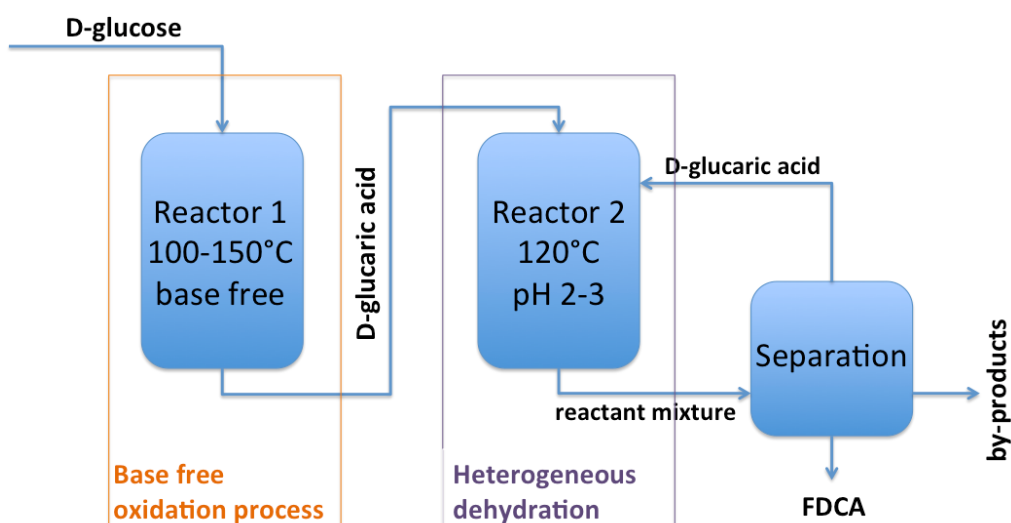 D-glucose
Reactor 1
100-150°C
base free
D-glucaric acid
Reactor 2
120°C
pH 2-3
D-glucaric acid
Separation
reactant mixture
by-products
FDCA
Base free
oxidation process
Heterogeneous
dehydration